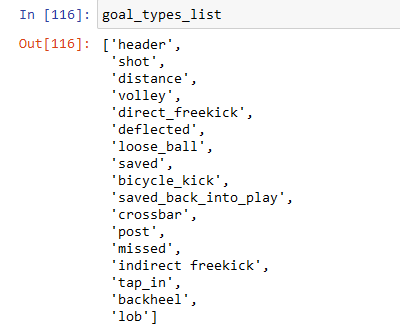 In [116]: goal_types_list
Out[116]: ['header',
'shot',
'distance',
'volley',
'direct_freekick',
'deflected',
'loose_ball',
'saved',
'bicycle_kick',
'saved_back_into_play',
'crossbar',
'post',
'missed',
'indirect freekick',
'tap_in',
'backheel',
'lob']